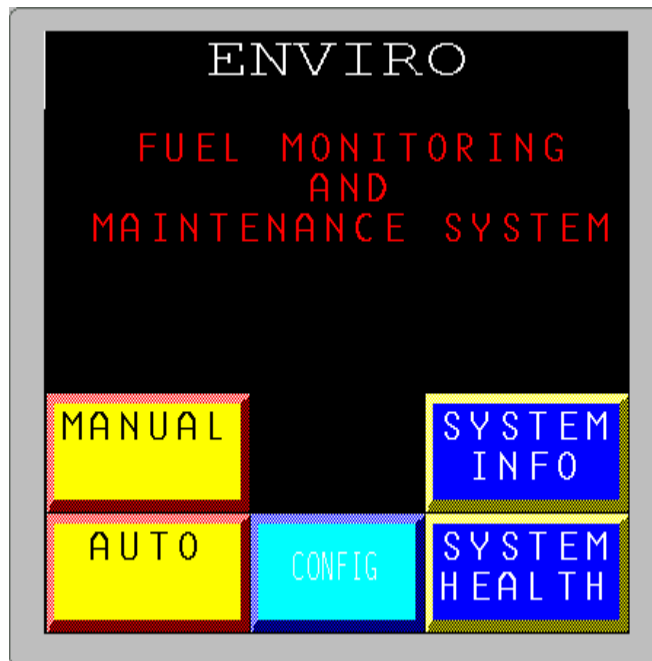 ENVIRO
FUEL MONITORING
AND
MAINTENANCE SYSTEM
MANUAL
SYSTEM
INFO
AUTO
CONFIG
SYSTEM
HEALTH